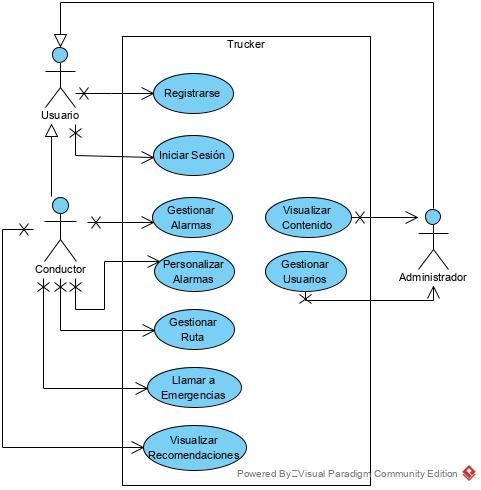 Trucker
Usuario
Registrarse
Iniciar Sesión
Gestionar
Alarmas
Visualizar
Contenido
Conductor
Personalizar
Alarmas
Gestionar
Usuarios
Administrador
Gestionar
Ruta
Llamar a
Emergencias
Visualizar
Recomendaciones
Powered By Visual Paradigm Community Edition